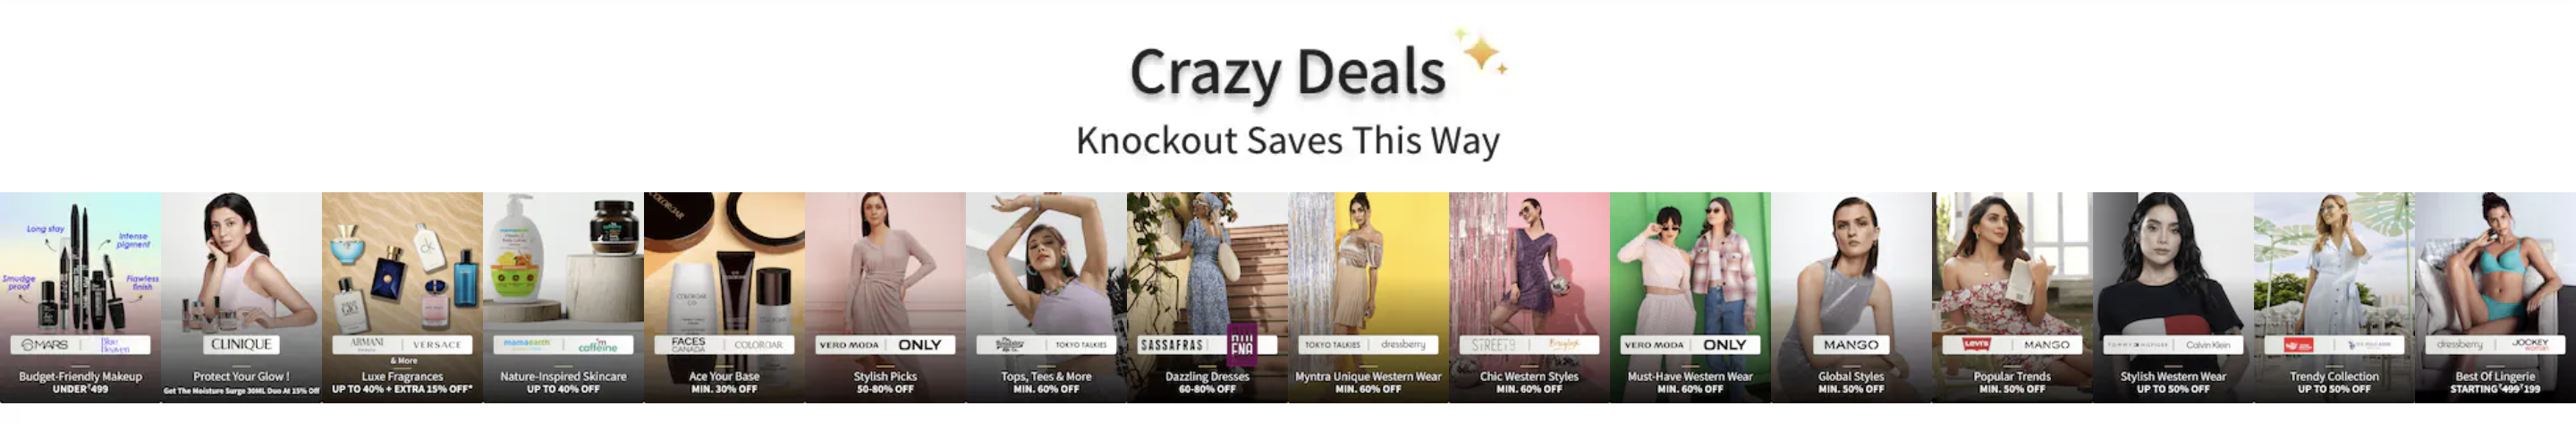 Crazy Deals
Knockout Saves This Way
Long stay
Intense
pigment
Smudge
proof
Flawless
finish
MARS
Blue
Heaven
Budget-Friendly Makeup
UNDER ₹499
CLINIQUE
Protect Your Glow !
Get The Moisture Surge 30ML Duo At 15% Off
ck
ARMANI
beauty
VERSACE
& More
Luxe Fragrances
UP TO 40% + EXTRA 15% OFF*
mamaearth
mamaearth
mcaffeine
Nature-Inspired Skincare
UP TO 40% OFF
COLORBAR
COLORBAR
FACES
CANADA
COLORBAR
Ace Your Base
MIN. 30% OFF
VERO MODA
ONLY
Stylish Picks
50-80% OFF
TOKYO TALKIES
Tops, Tees & More
MIN. 60% OFF
SASSAFRAS
Dazzling Dresses
60-80% OFF
TOKYO TALKIES
dressberry
Myntra Unique Western Wear
MIN. 60% OFF
STREET9
Chic Western Styles
MIN. 60% OFF
VERO MODA
ONLY
Must-Have Western Wear
MIN. 60% OFF
MANGO
Global Styles
MIN. 50% OFF
Levi's
MANGO
Popular Trends
MIN. 50% OFF
TOMMY HILFIGER
Calvin Klein
Stylish Western Wear
UP TO 50% OFF
Trendy Collection
UP TO 50% OFF
dressberry
JOCKEY
woman
Best Of Lingerie
STARTING ₹499 ₹199